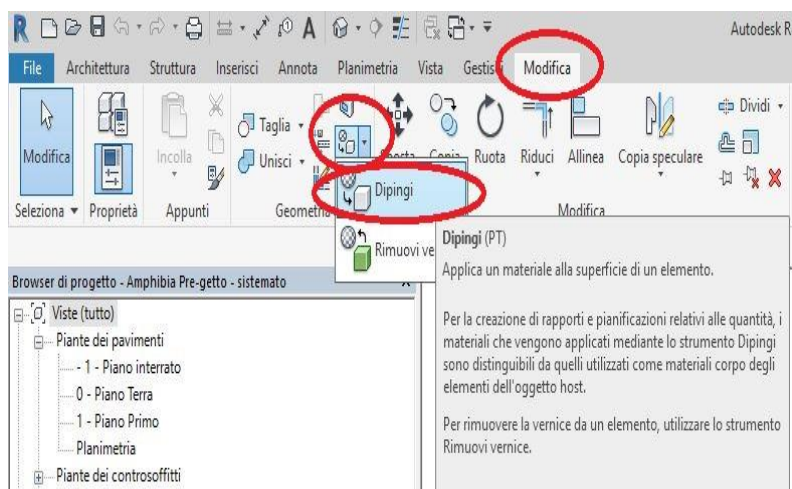 Autodesk R
File Architettura Struttura Inserisci Annota Planimetria Vista Gestisci Modifica
Modifica
Incolla
Taglia
Unisci
Copia Ruota Riduci Allinea Copia speculare
Dividi
Seleziona Proprietà Appunti Geometria Modifica
Dipingi
Rimuovi ve
Dipingi (PT)
Applica un materiale alla superficie di un elemento.
Per la creazione di rapporti e pianificazioni relativi alle quantità, i
materiali che vengono applicati mediante lo strumento Dipingi
sono distinguibili da quelli utilizzati come materiali corpo degli
elementi dell'oggetto host.
Per rimuovere la vernice da un elemento, utilizzare lo strumento
Rimuovi vernice.
Browser di progetto - Amphibia Pre-getto - sistemato
Viste (tutto)
Piante dei pavimenti
- 1 - Piano interrato
0 - Piano Terra
1 - Piano Primo
Planimetria
Piante dei controsoffitti